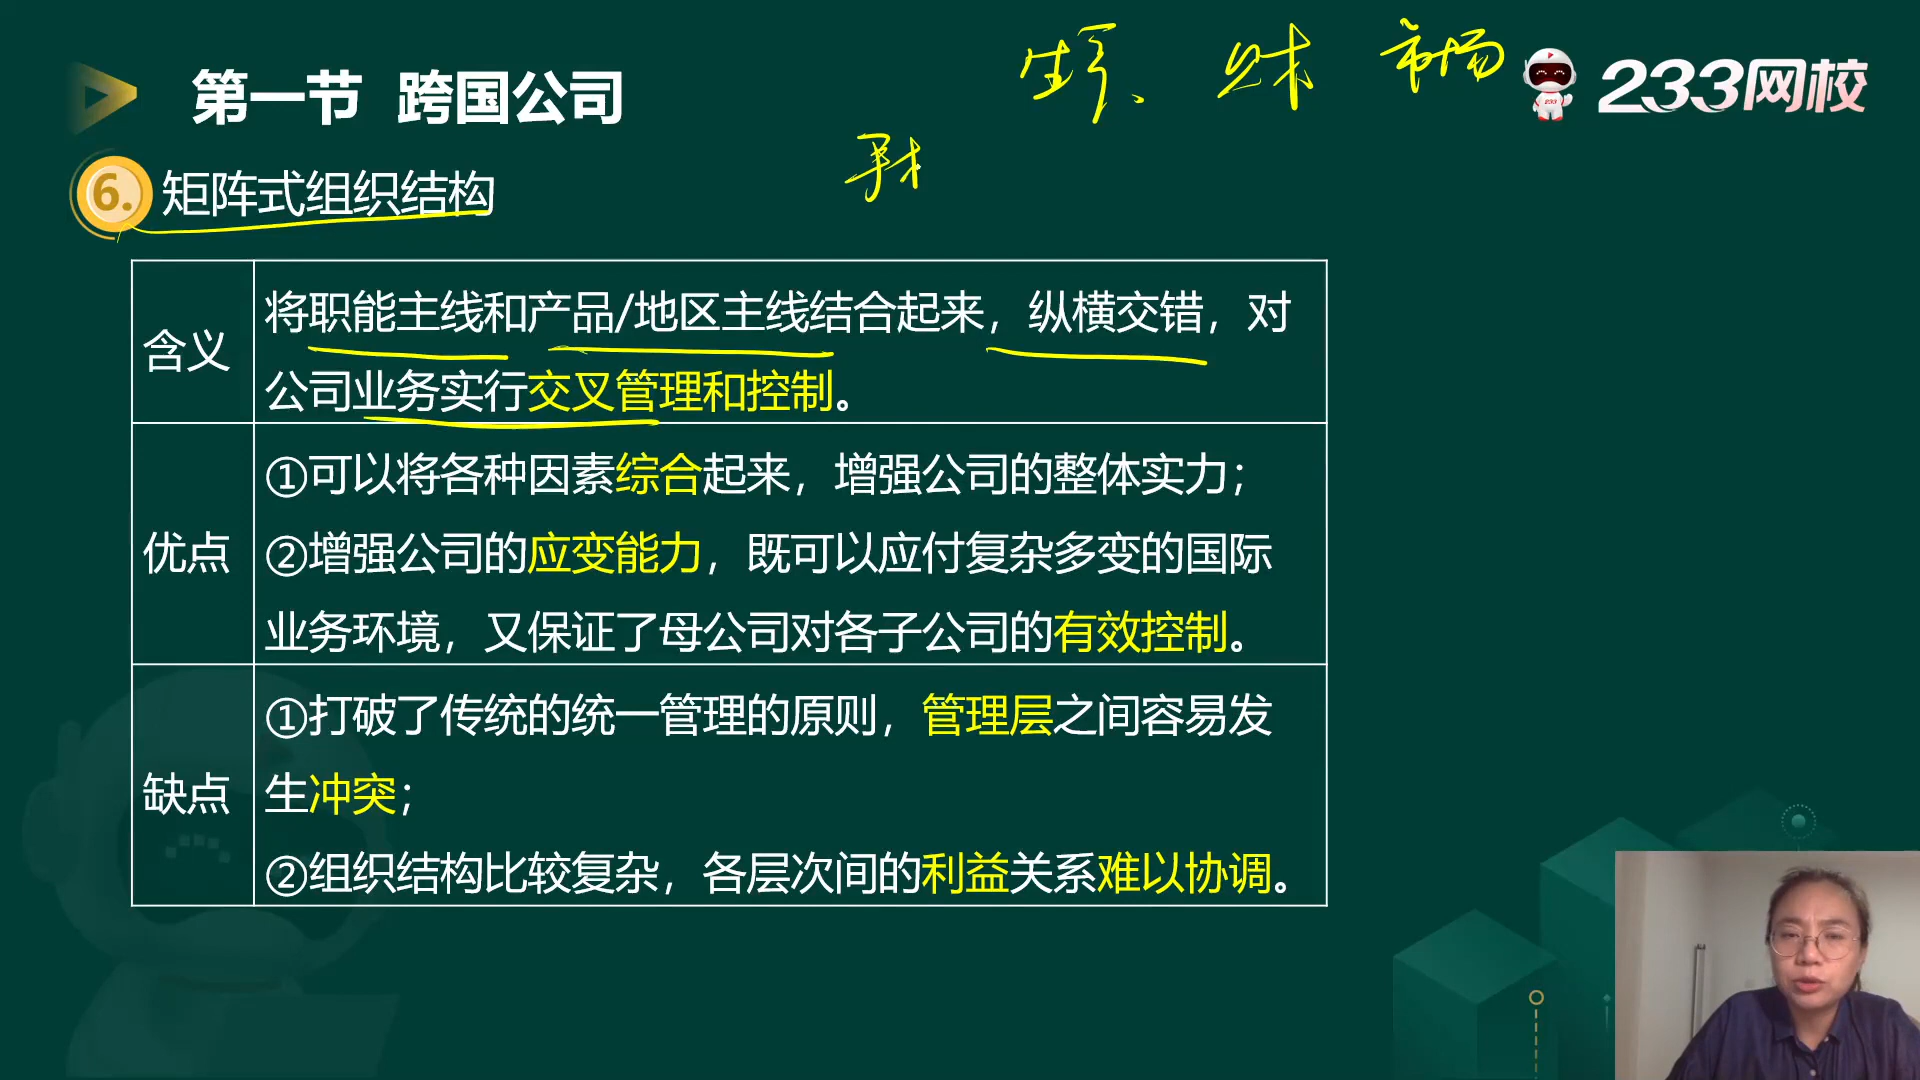 第一节 跨国公司
生产、 财务 市场
233网校
6. 矩阵式组织结构
含义
将职能主线和产品/地区主线结合起来，纵横交错，对
公司业务实行交叉管理和控制。
优点
①可以将各种因素综合起来，增强公司的整体实力；
②增强公司的应变能力，既可以应付复杂多变的国际
业务环境，又保证了母公司对各子公司的有效控制。
缺点
①打破了传统的统一管理的原则，管理层之间容易发
生冲突；
②组织结构比较复杂，各层次间的利益关系难以协调。